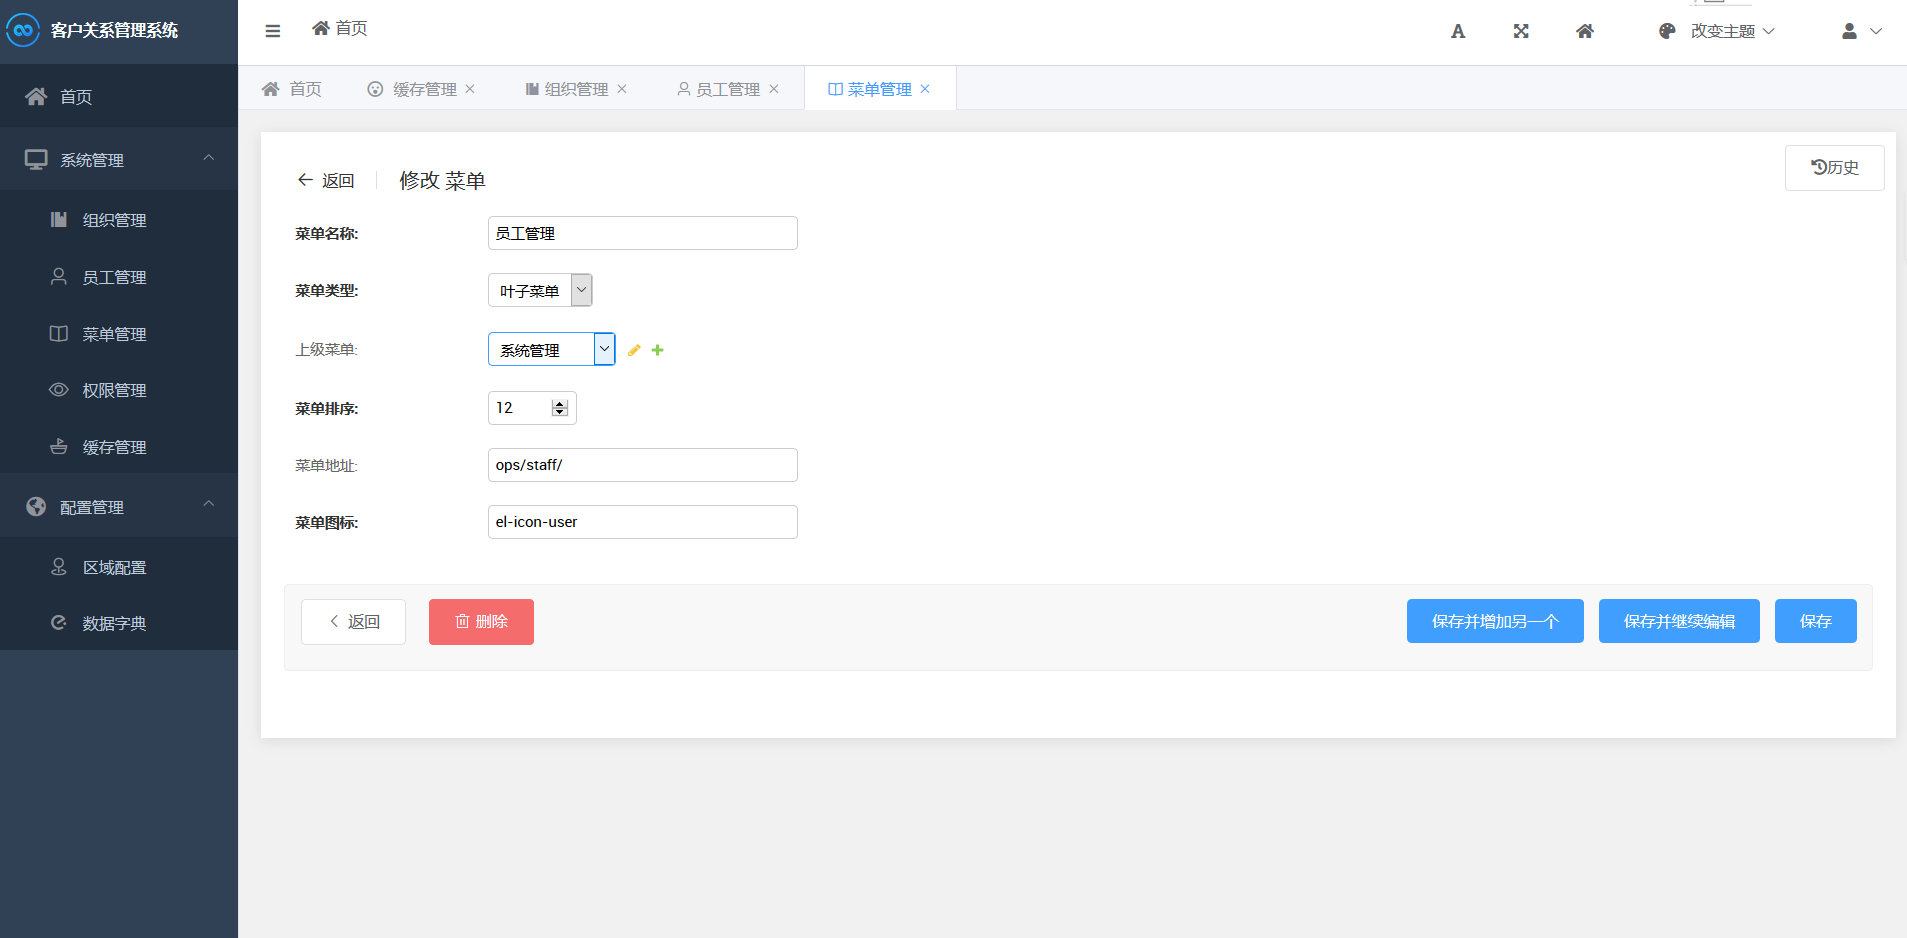 客户关系管理系统
首页
系统管理
组织管理
员工管理
菜单管理
权限管理
缓存管理
配置管理
区域配置
数据字典
首页
A
改变主题
首页
缓存管理
组织管理
员工管理
菜单管理
返回
修改 菜单
历史
菜单名称:
员工管理
菜单类型:
叶子菜单
上级菜单:
系统管理
菜单排序:
12
菜单地址:
ops/staff/
菜单图标:
el-icon-user
返回
删除
保存并增加另一个
保存并继续编辑
保存